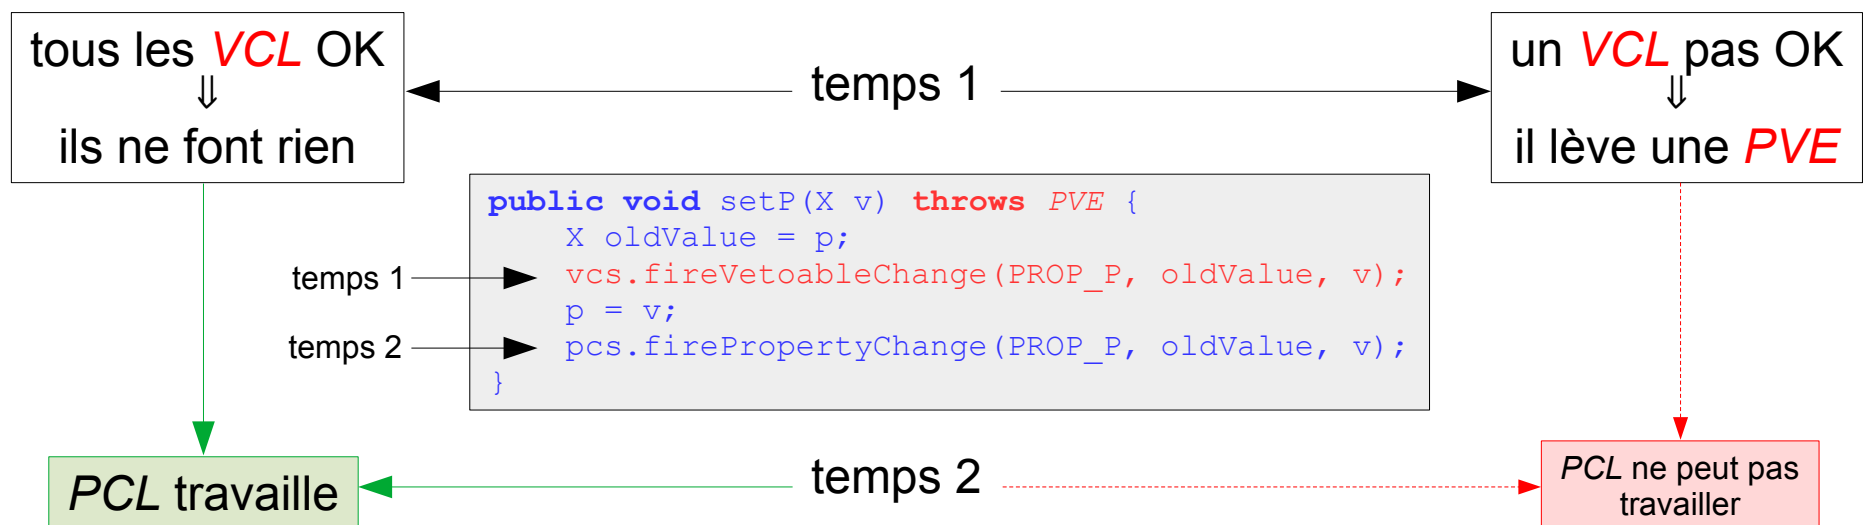 tous les VCL OK
⇓
ils ne font rien
temps 1
un VCL pas OK
⇓
il lève une PVE
public void setP(X v) throws PVE {
    X oldValue = p;
temps 1
    vcs.fireVetoableChange(PROP_P, oldValue, v);
    p = v;
temps 2
    pcs.firePropertyChange(PROP_P, oldValue, v);
}
PCL travaille
temps 2
PCL ne peut pas
travailler